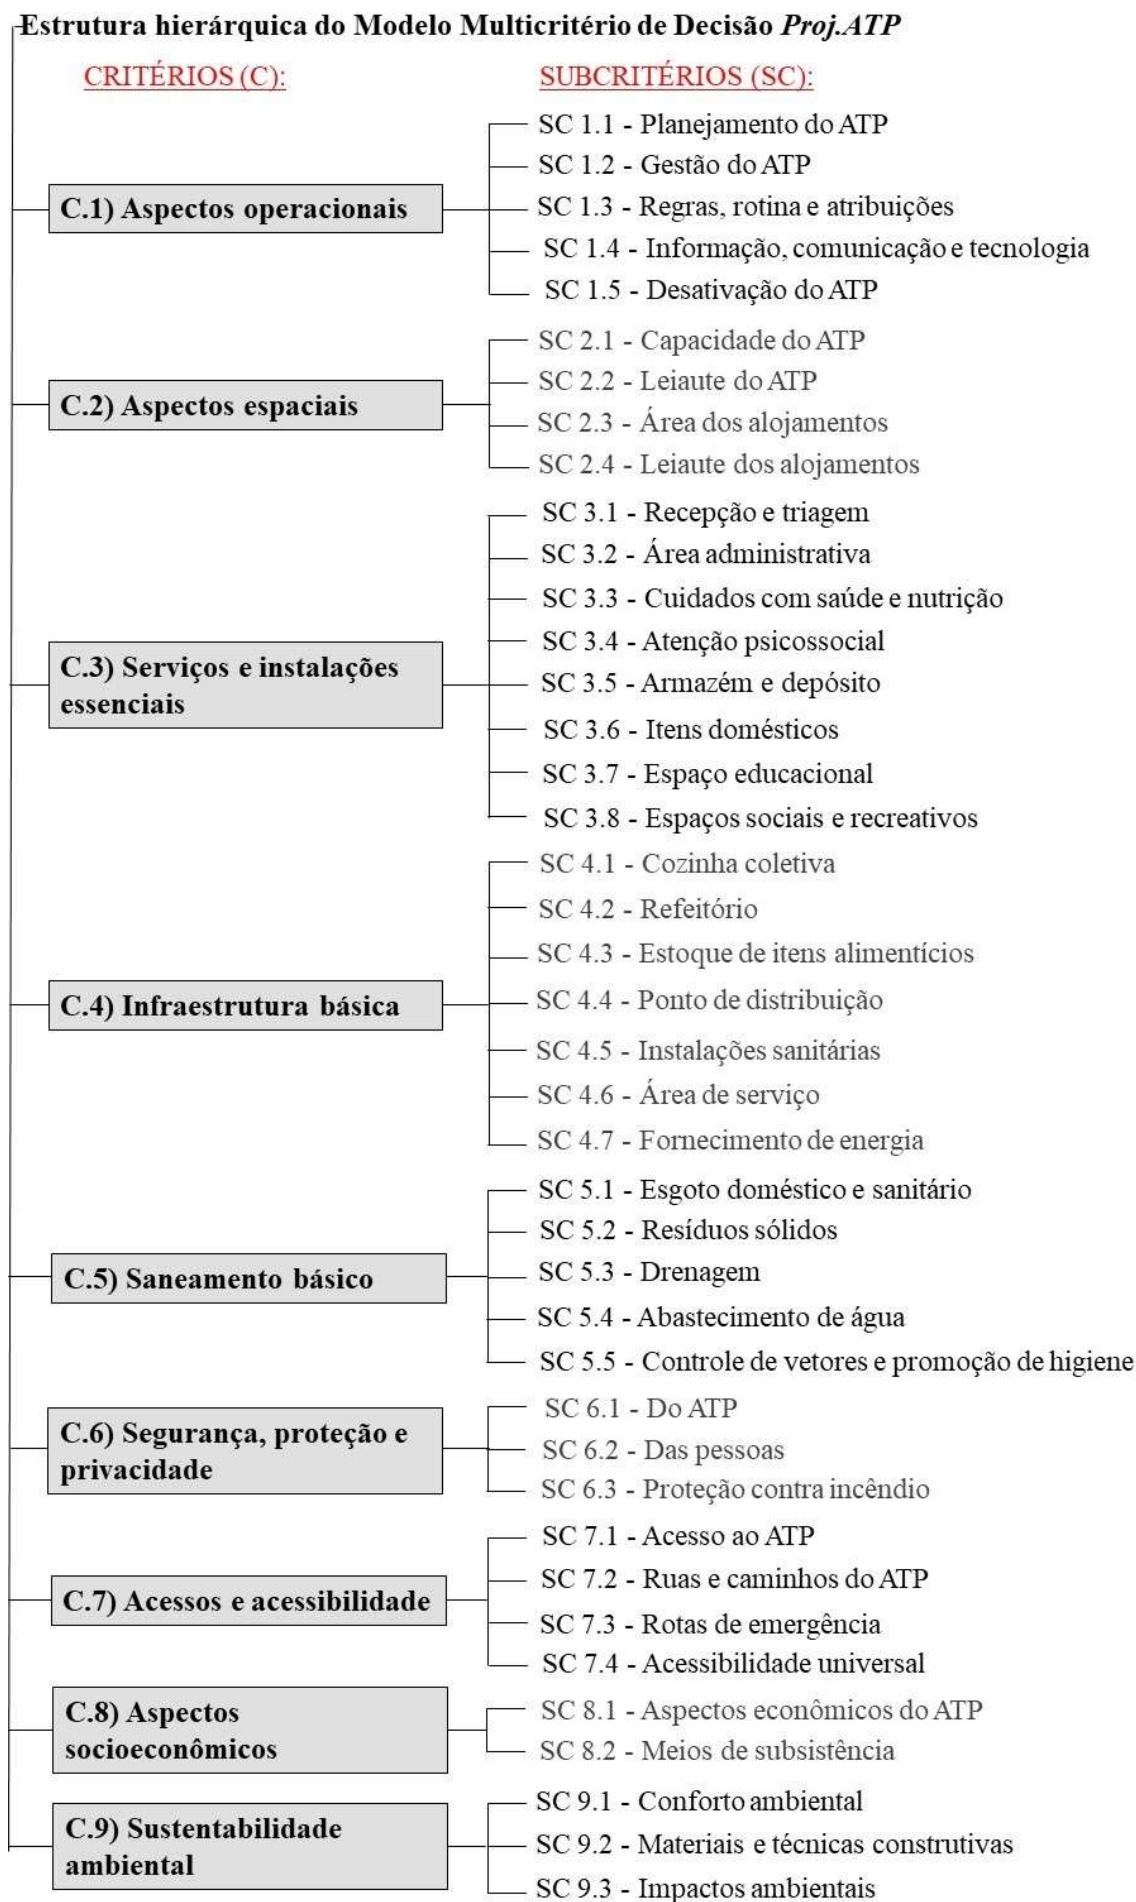 Estrutura hierárquica do Modelo Multicritério de Decisão Proj.ATP
CRITÉRIOS (C):
SUBCRITÉRIOS (SC):
C.1) Aspectos operacionais
SC 1.1 - Planejamento do ATP
SC 1.2 - Gestão do ATP
SC 1.3 - Regras, rotina e atribuições
SC 1.4 - Informação, comunicação e tecnologia
SC 1.5 - Desativação do ATP
C.2) Aspectos espaciais
SC 2.1 - Capacidade do ATP
SC 2.2 - Leiaute do ATP
SC 2.3 - Área dos alojamentos
SC 2.4 - Leiaute dos alojamentos
C.3) Serviços e instalações
essenciais
SC 3.1 - Recepção e triagem
SC 3.2 - Área administrativa
SC 3.3 - Cuidados com saúde e nutrição
SC 3.4 - Atenção psicossocial
SC 3.5 - Armazém e depósito
SC 3.6 - Itens domésticos
SC 3.7 - Espaço educacional
SC 3.8 - Espaços sociais e recreativos
C.4) Infraestrutura básica
SC 4.1 - Cozinha coletiva
SC 4.2 - Refeitório
SC 4.3 - Estoque de itens alimentícios
SC 4.4 - Ponto de distribuição
SC 4.5 - Instalações sanitárias
SC 4.6 - Área de serviço
SC 4.7 - Fornecimento de energia
C.5) Saneamento básico
SC 5.1 - Esgoto doméstico e sanitário
SC 5.2 - Resíduos sólidos
SC 5.3 - Drenagem
SC 5.4 - Abastecimento de água
SC 5.5 - Controle de vetores e promoção de higiene
C.6) Segurança, proteção e
privacidade
SC 6.1 - Do ATP
SC 6.2 - Das pessoas
SC 6.3 - Proteção contra incêndio
C.7) Acessos e acessibilidade
SC 7.1 - Acesso ao ATP
SC 7.2 - Ruas e caminhos do ATP
SC 7.3 - Rotas de emergência
SC 7.4 - Acessibilidade universal
C.8) Aspectos
socioeconômicos
SC 8.1 - Aspectos econômicos do ATP
SC 8.2 - Meios de subsistência
C.9) Sustentabilidade
ambiental
SC 9.1 - Conforto ambiental
SC 9.2 - Materiais e técnicas construtivas
SC 9.3 - Impactos ambientais